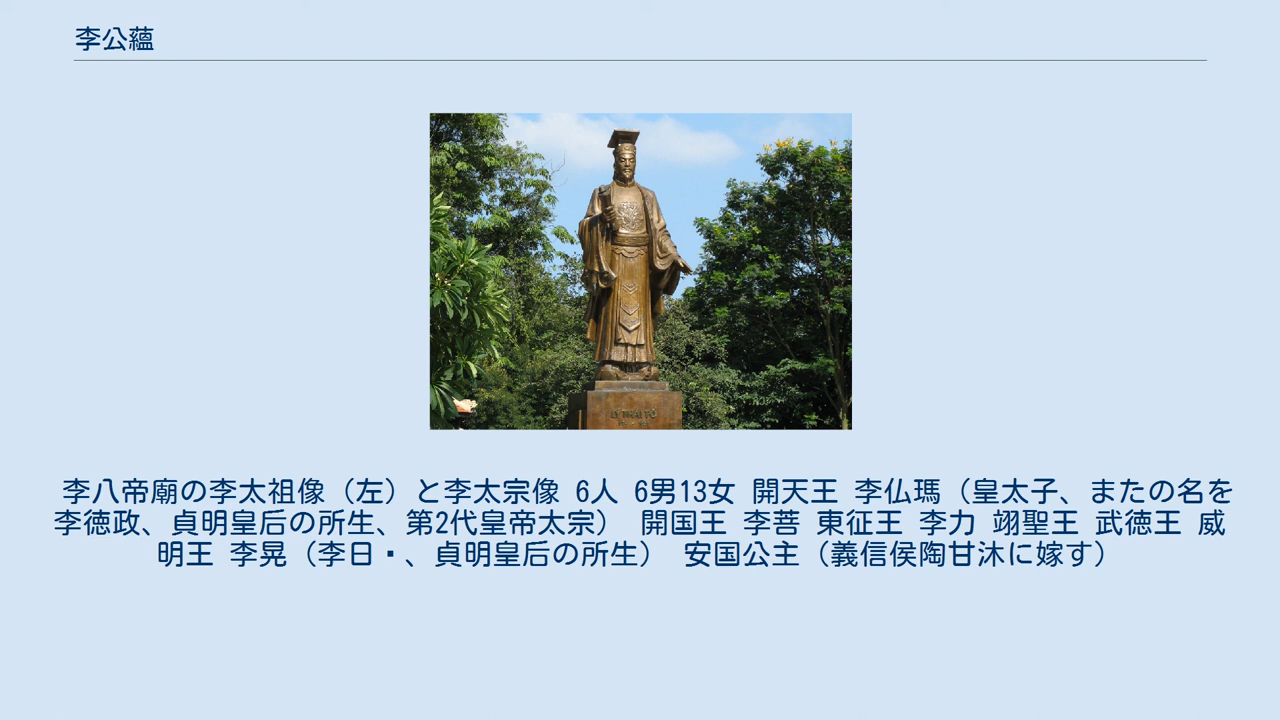 李公蘊
LÝ THÁI TỔ
李八帝廟の李太祖像（左）と李太宗像 6人 6男13女 開天王 李仏瑪（皇太子、またの名を
李徳政、貞明皇后の所生、第2代皇帝太宗） 開国王 李菩 東征王 李力 翊聖王 武徳王 威
明王 李晃（李日・、貞明皇后の所生） 安国公主（義信侯陶甘沐に嫁す）